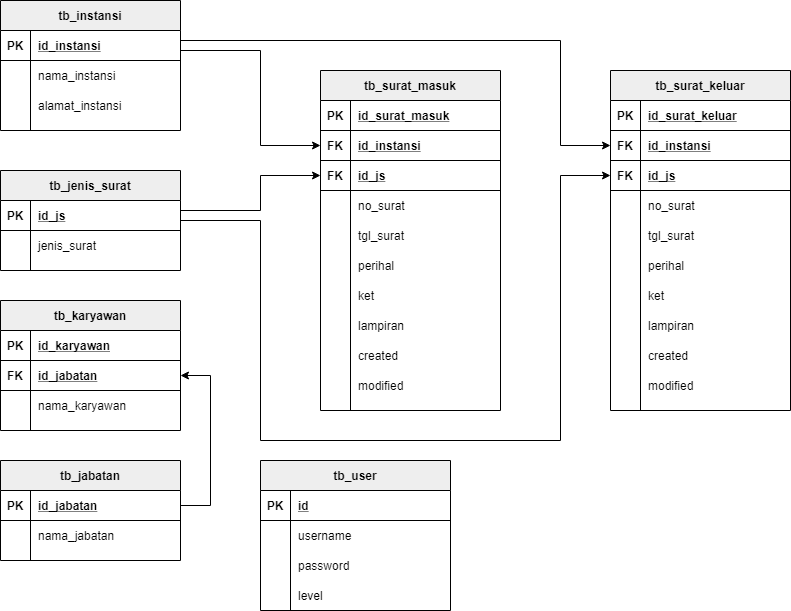 tb_instansi
PK id_instansi
nama_instansi
alamat_instansi
tb_jenis_surat
PK id_js
jenis_surat
tb_karyawan
PK id_karyawan
FK id_jabatan
nama_karyawan
tb_jabatan
PK id_jabatan
nama_jabatan
tb_surat_masuk
PK id_surat_masuk
FK id_instansi
FK id_js
no_surat
tgl_surat
perihal
ket
lampiran
created
modified
tb_user
PK id
username
password
level
tb_surat_keluar
PK id_surat_keluar
FK id_instansi
FK id_js
no_surat
tgl_surat
perihal
ket
lampiran
created
modified